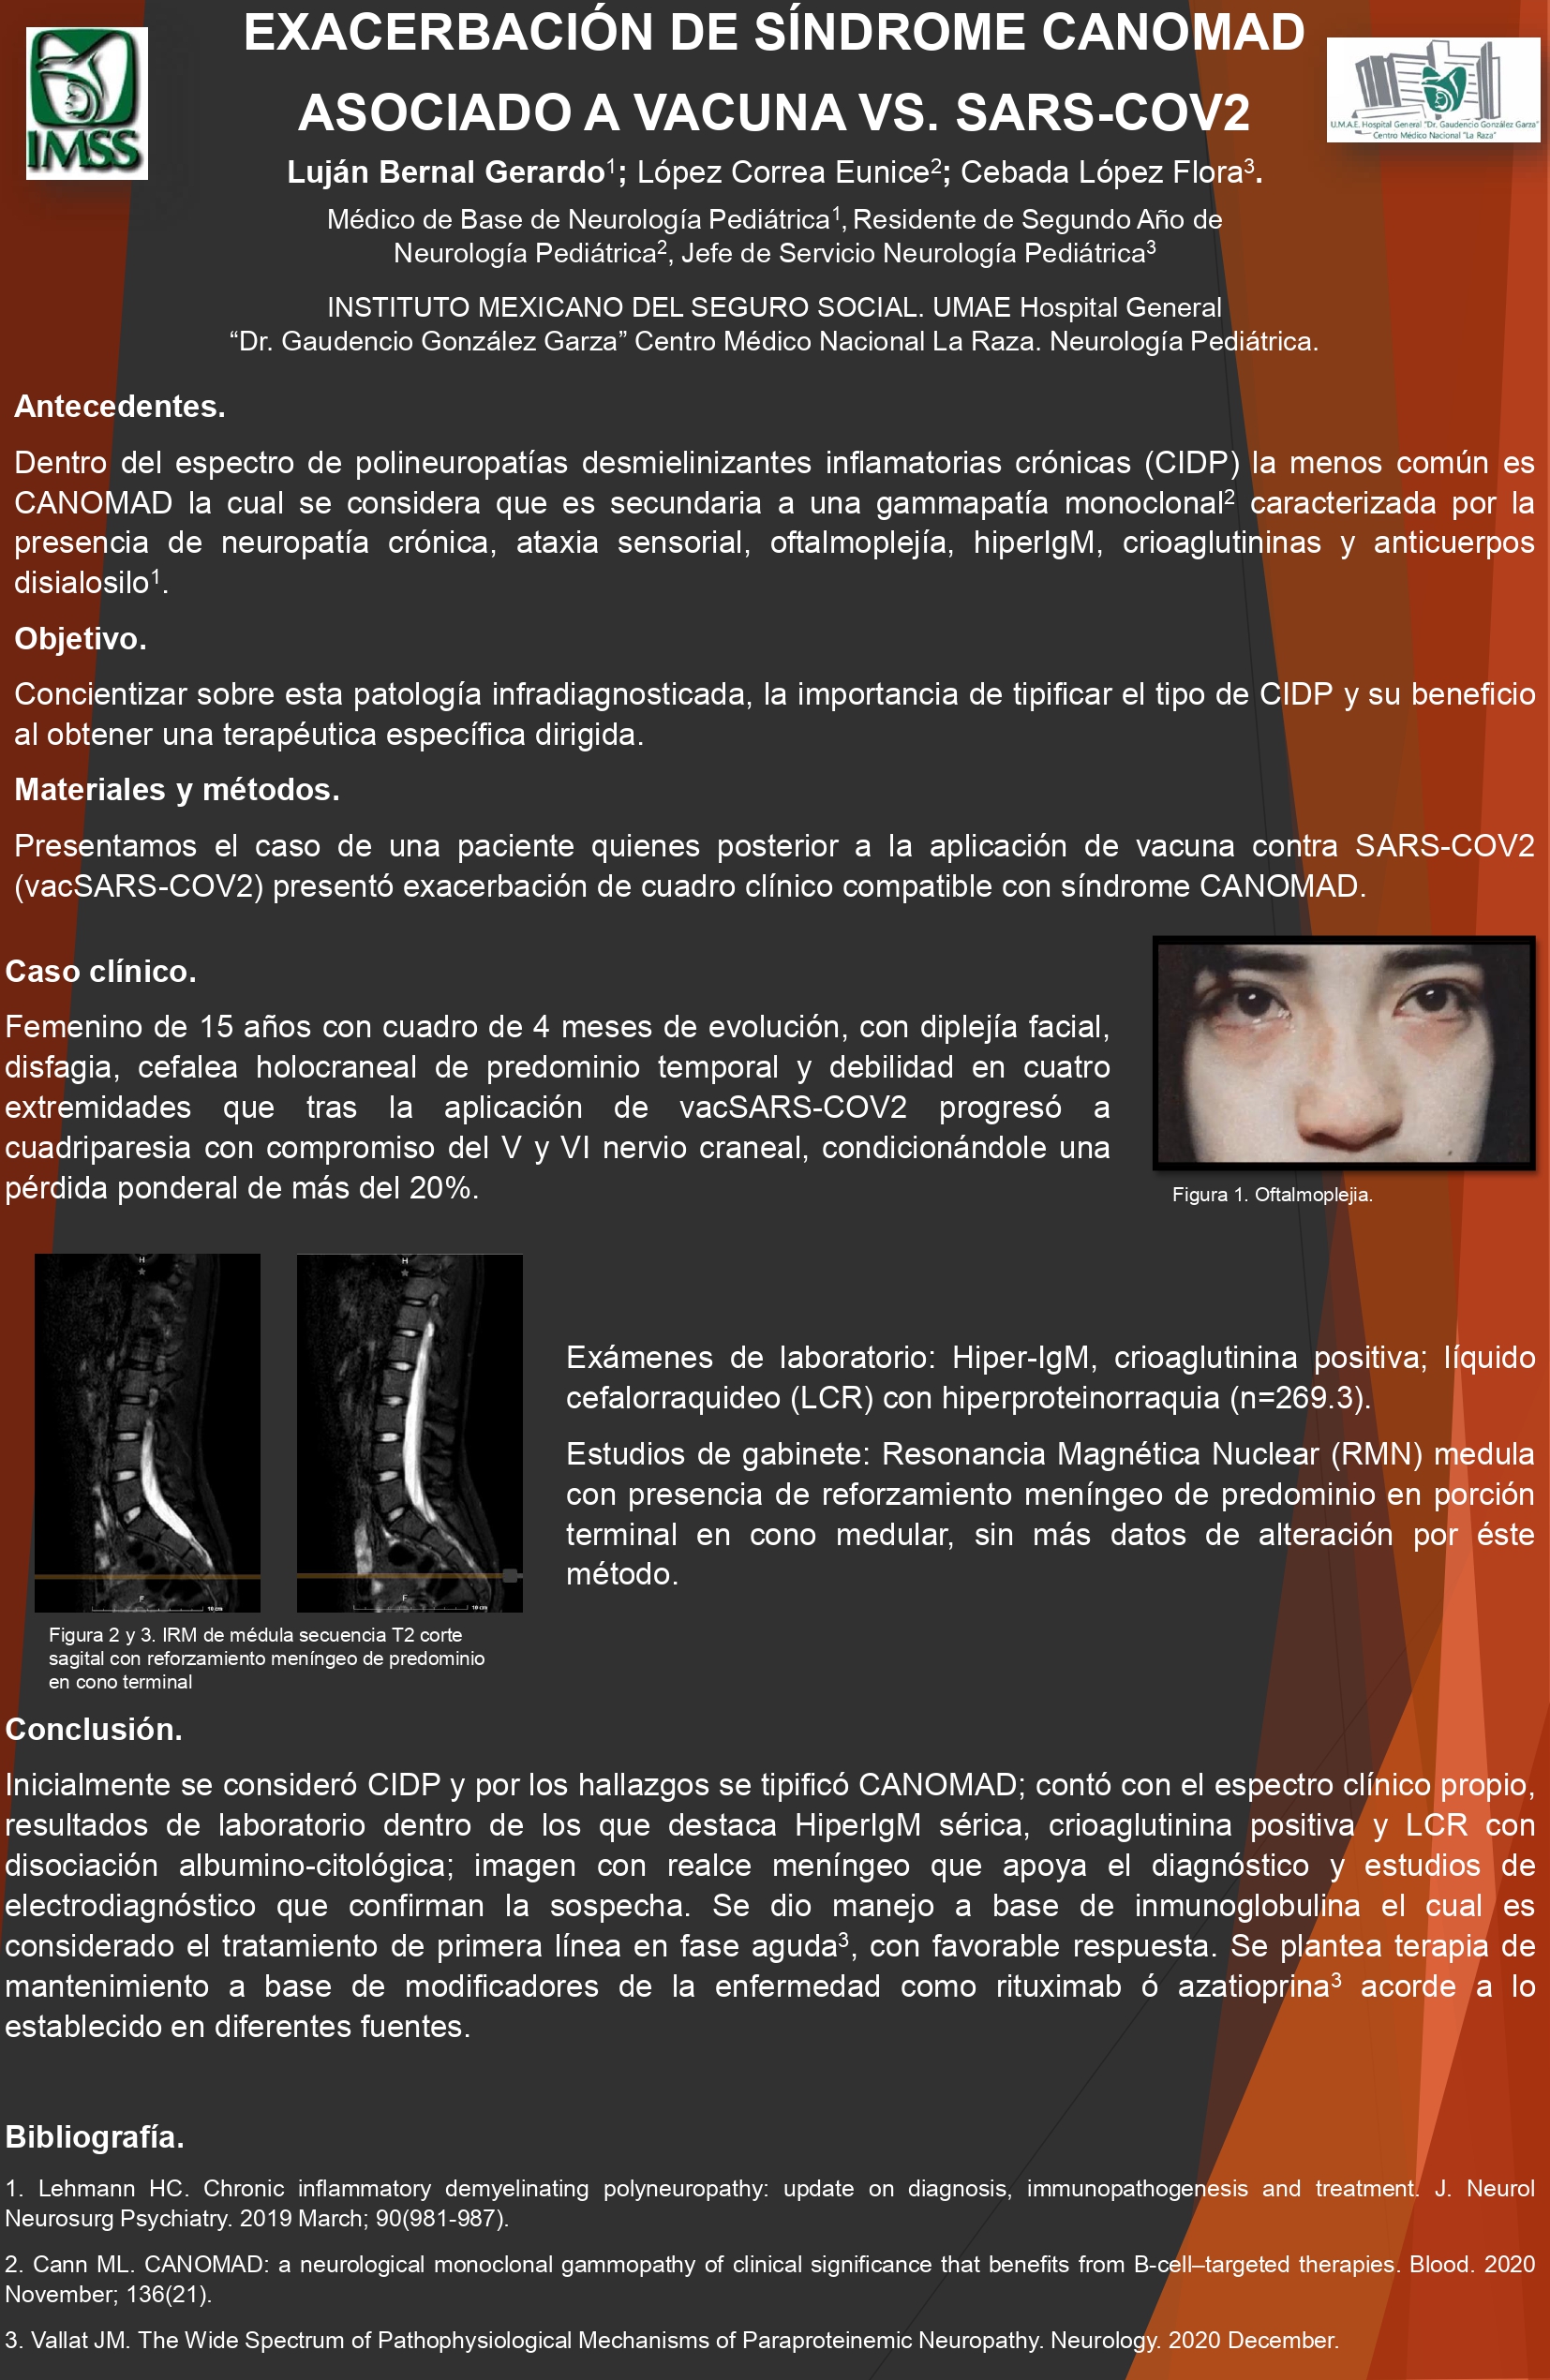 IMSS
EXACERBACIÓN DE SÍNDROME CANOMAD
ASOCIADO A VACUNA VS. SARS-COV2
U.M.A.E. Hospital General "Dr. Gaudencio González Garza"
Centro Médico Nacional "La Raza"
Luján Bernal Gerardo¹; López Correa Eunice²; Cebada López Flora³.
Médico de Base de Neurología Pediátrica¹, Residente de Segundo Año de
Neurología Pediátrica², Jefe de Servicio Neurología Pediátrica³
INSTITUTO MEXICANO DEL SEGURO SOCIAL. UMAE Hospital General
“Dr. Gaudencio González Garza” Centro Médico Nacional La Raza. Neurología Pediátrica.
Antecedentes.
Dentro del espectro de polineuropatías desmielinizantes inflamatorias crónicas (CIDP) la menos común es
CANOMAD la cual se considera que es secundaria a una gammapatía monoclonal² caracterizada por la
presencia de neuropatía crónica, ataxia sensorial, oftalmoplejía, hiperIgM, crioaglutininas y anticuerpos
disialosilo¹.
Objetivo.
Concientizar sobre esta patología infradiagnosticada, la importancia de tipificar el tipo de CIDP y su beneficio
al obtener una terapéutica específica dirigida.
Materiales y métodos.
Presentamos el caso de una paciente quienes posterior a la aplicación de vacuna contra SARS-COV2
(vacSARS-COV2) presentó exacerbación de cuadro clínico compatible con síndrome CANOMAD.
Caso clínico.
Femenino de 15 años con cuadro de 4 meses de evolución, con diplejía facial,
disfagia, cefalea holocraneal de predominio temporal y debilidad en cuatro
extremidades que tras la aplicación de vacSARS-COV2 progresó a
cuadriparesia con compromiso del V y VI nervio craneal, condicionándole una
pérdida ponderal de más del 20%.
Figura 1. Oftalmoplejia.
H
F
10 cm
H
F
10 cm
Figura 2 y 3. IRM de médula secuencia T2 corte
sagital con reforzamiento meníngeo de predominio
en cono terminal
Exámenes de laboratorio: Hiper-IgM, crioaglutinina positiva; líquido
cefalorraquideo (LCR) con hiperproteinorraquia (n=269.3).
Estudios de gabinete: Resonancia Magnética Nuclear (RMN) medula
con presencia de reforzamiento meníngeo de predominio en porción
terminal en cono medular, sin más datos de alteración por éste
método.
Conclusión.
Inicialmente se consideró CIDP y por los hallazgos se tipificó CANOMAD; contó con el espectro clínico propio,
resultados de laboratorio dentro de los que destaca HiperIgM sérica, crioaglutinina positiva y LCR con
disociación albumino-citológica; imagen con realce meníngeo que apoya el diagnóstico y estudios de
electrodiagnóstico que confirman la sospecha. Se dio manejo a base de inmunoglobulina el cual es
considerado el tratamiento de primera línea en fase aguda³, con favorable respuesta. Se plantea terapia de
mantenimiento a base de modificadores de la enfermedad como rituximab ó azatioprina³ acorde a lo
establecido en diferentes fuentes.
Bibliografía.
1. Lehmann HC. Chronic inflammatory demyelinating polyneuropathy: update on diagnosis, immunopathogenesis and treatment. J. Neurol
Neurosurg Psychiatry. 2019 March; 90(981-987).
2. Cann ML. CANOMAD: a neurological monoclonal gammopathy of clinical significance that benefits from B-cell–targeted therapies. Blood. 2020
November; 136(21).
3. Vallat JM. The Wide Spectrum of Pathophysiological Mechanisms of Paraproteinemic Neuropathy. Neurology. 2020 December.